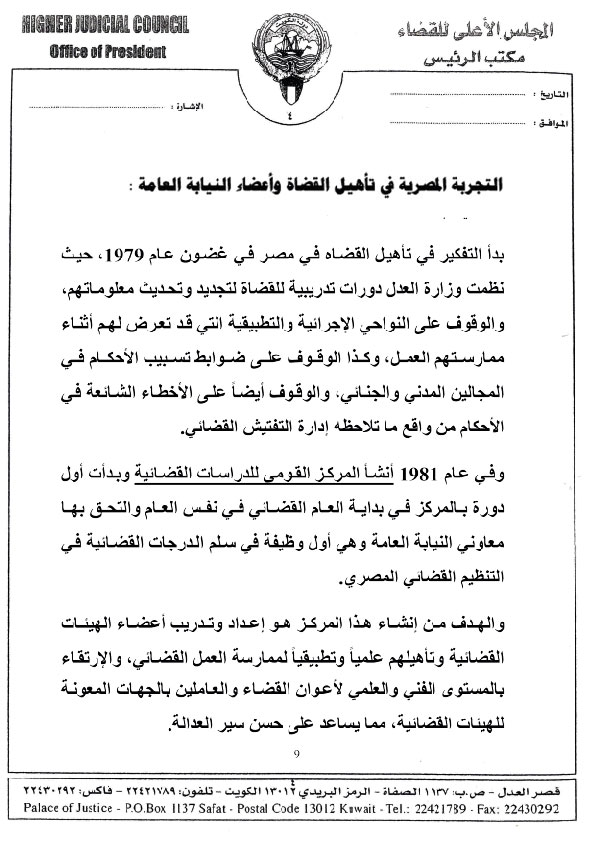 HIGHER JUDICIAL COUNCIL
Office of President
المجلس الأعلى للقضاء
مكتب الرئيس
التاريخ :
الموافق :
الإشارة :
٤
التجربة المصرية في تأهيل القضاة وأعضاء النيابة العامة :
بدأ التفكير في تأهيل القضاه في مصر في غضون عام 1979، حيث
نظمت وزارة العدل دورات تدريبية للقضاة لتجديد وتحديث معلوماتهم،
والوقوف على النواحي الإجرائية والتطبيقية التي قد تعرض لهم أثناء
ممارستهم العمل، وكذا الوقوف على ضوابط تسبيب الأحكام في
المجالين المدني والجنائي، والوقوف أيضاً على الأخطاء الشائعة في
الأحكام من واقع ما تلاحظه إدارة التفتيش القضائي.
وفي عام 1981 أنشأ المركز القومي للدراسات القضائية وبدأت أول
دورة بالمركز في بداية العام القضائي في نفس العام والتحق بها
معاوني النيابة العامة وهي أول وظيفة في سلم الدرجات القضائية في
التنظيم القضائي المصري.
والهدف من إنشاء هذا المركز هو إعداد وتدريب أعضاء الهيئات
القضائية وتأهيلهم علمياً وتطبيقياً لممارسة العمل القضائي، والإرتقاء
بالمستوى الفني والعلمي لأعوان القضاء والعاملين بالجهات المعونة
للهيئات القضائية، مما يساعد على حسن سير العدالة.
9
٤
قصر العدل – ص.ب: ١١٣٧ الصفاة – الرمز البريدي ١٣٠١٢ الكويت – تلفون: ٢٢٤٢١٧٨٩ – فاكس: ٢٢٤٣٠٢٩٢
Palace of Justice - P.O.Box 1137 Safat - Postal Code 13012 Kuwait - Tel.: 22421789 - Fax: 22430292